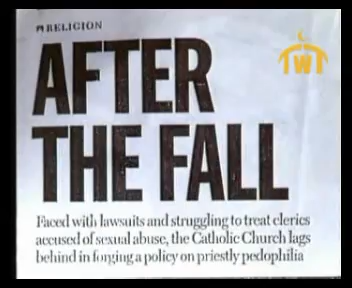 RELIGION
AFTER
THE FALL
Faced with lawsuits and struggling to treat clerics
accused of sexual abuse, the Catholic Church lags
behind in forging a policy on priestly pedophilia
TWT